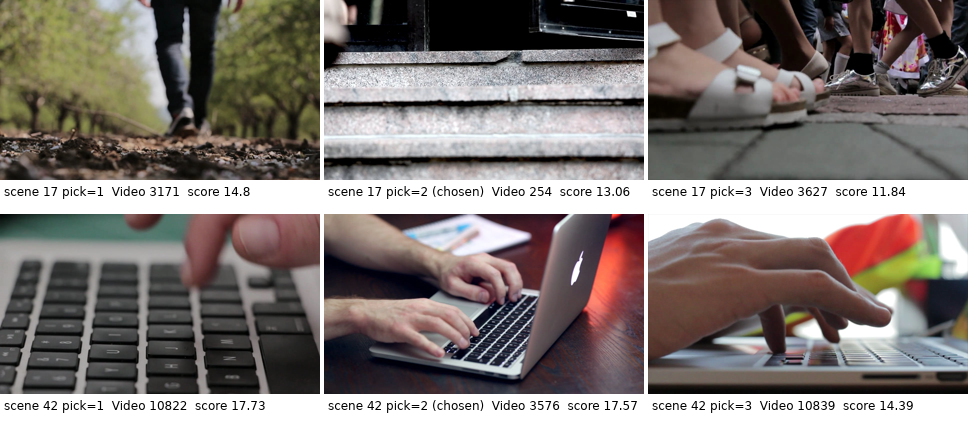 scene 17 pick=1  Video 3171  score 14.8
scene 17 pick=2 (chosen)  Video 254  score 13.06
scene 17 pick=3  Video 3627  score 11.84
scene 42 pick=1  Video 10822  score 17.73
scene 42 pick=2 (chosen)  Video 3576  score 17.57
scene 42 pick=3  Video 10839  score 14.39